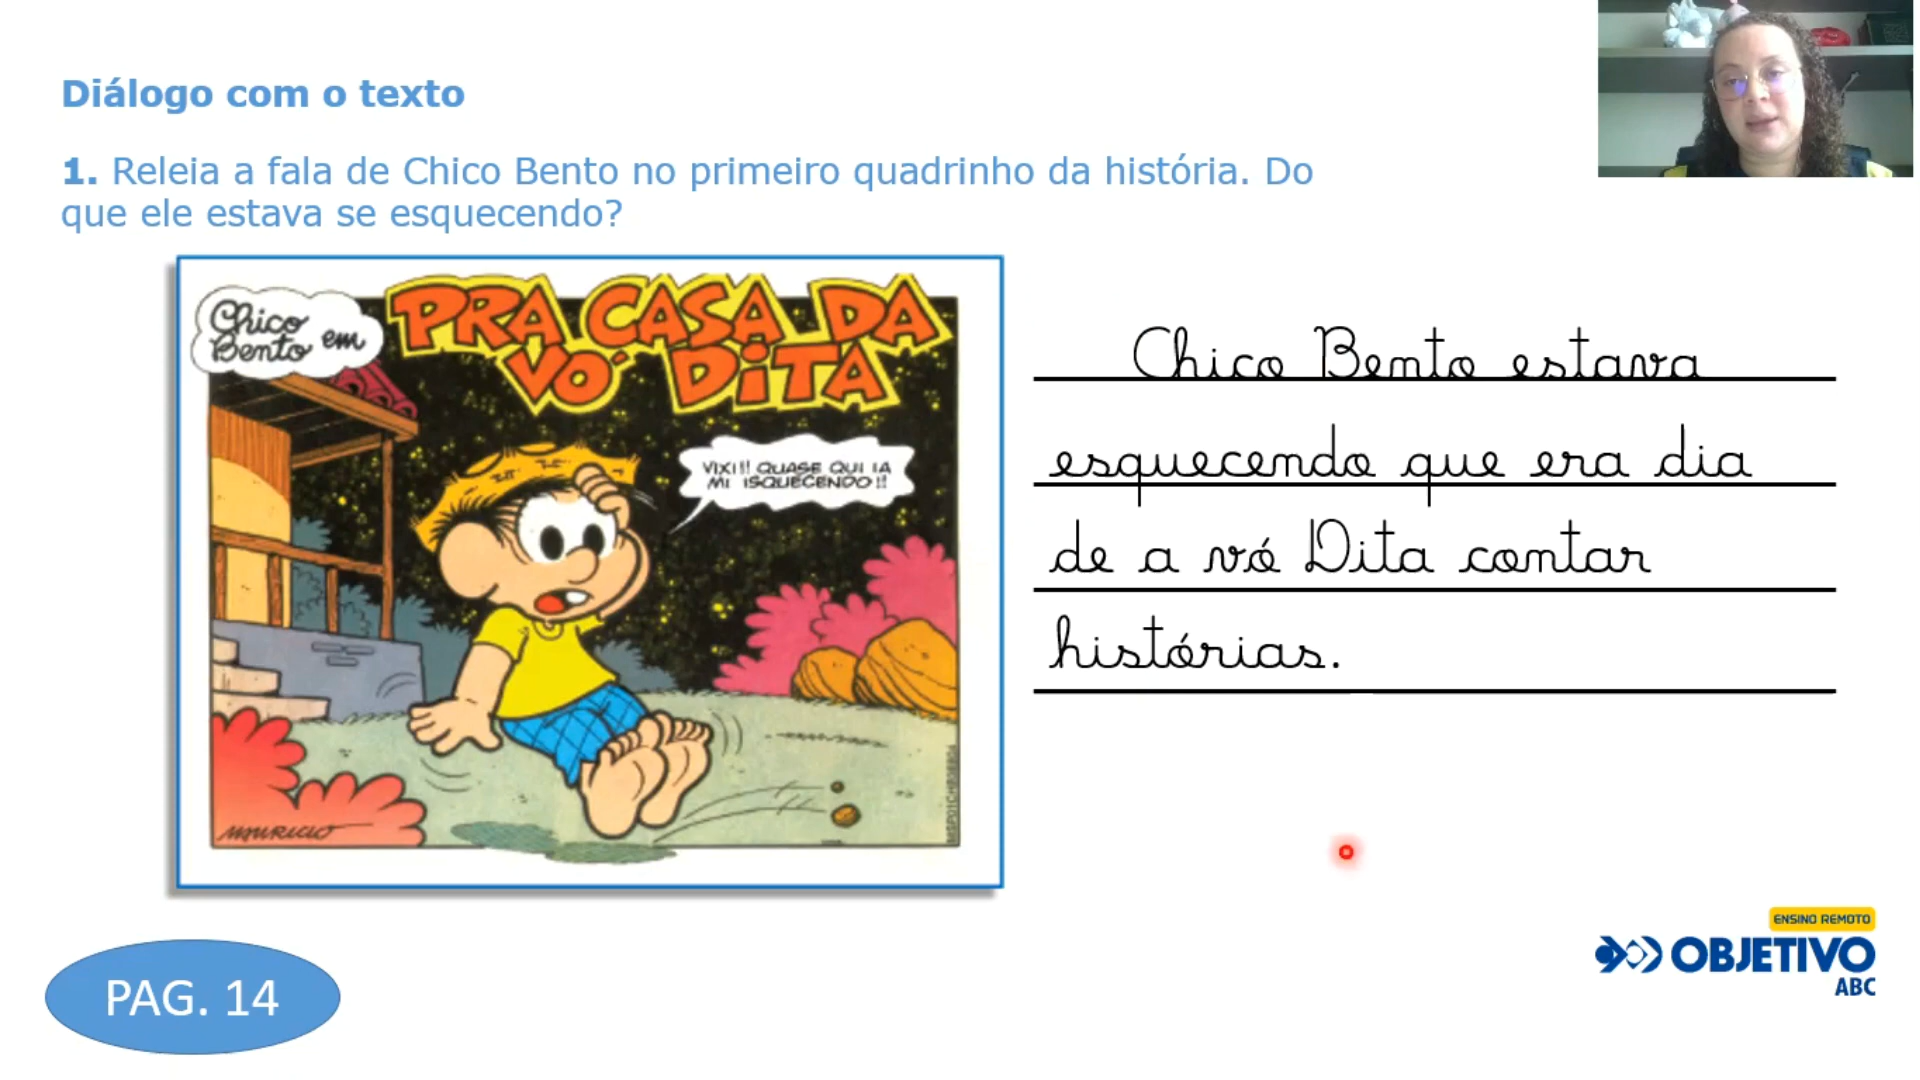 Diálogo com o texto
1. Releia a fala de Chico Bento no primeiro quadrinho da história. Do
que ele estava se esquecendo?
Chico
Bento em
PRA CASA DA
VÓ DITA
VIXI!! QUASE QUI IA
MI ISQUECENDO!!
MAURICIO
Chico Bento estava
esquecendo que era dia
de a vó Dita contar
histórias.
PAG. 14
ENSINO REMOTO
OBJETIVO
ABC